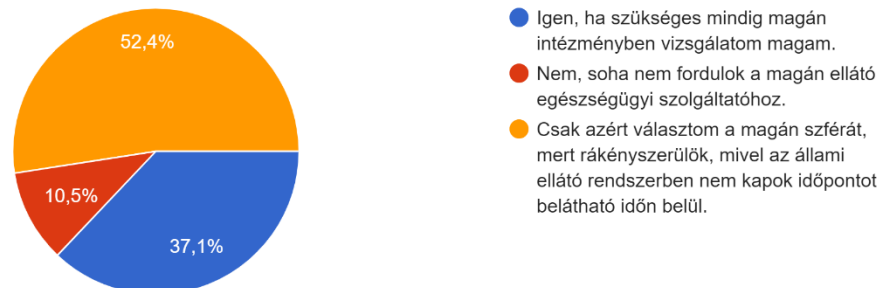 52,4%
10,5%
37,1%
Igen, ha szükséges mindig magán
intézményben vizsgálatom magam.
Nem, soha nem fordulok a magán ellátó
egészségügyi szolgáltatóhoz.
Csak azért választom a magán szférát,
mert rákényszerülök, mivel az állami
ellátó rendszerben nem kapok időpontot
belátható időn belül.